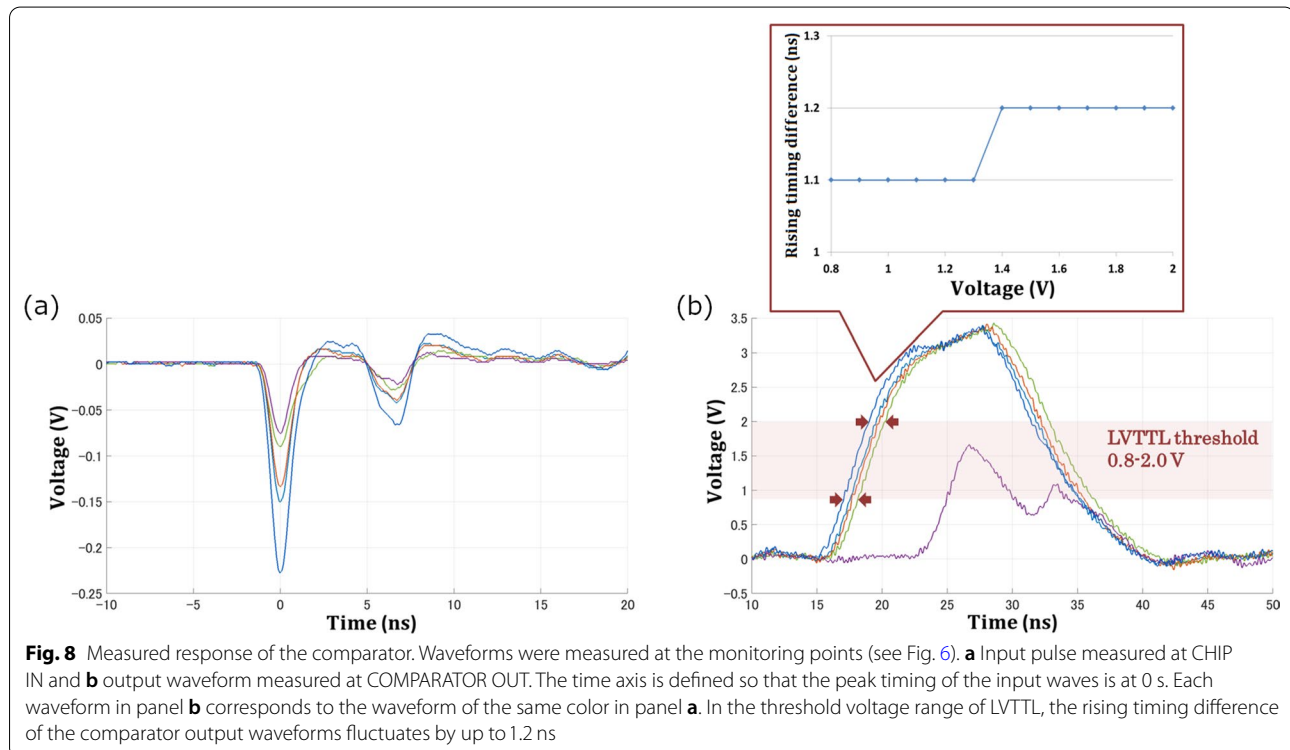 1.3
1.2
1.1
1
Rising timing difference (ns)
0.8 1 1.2 1.4 1.6 1.8 2
Voltage (V)
(a)
0.05
0
−0.05
−0.1
−0.15
−0.2
−0.25
Voltage (V)
−10 −5 0 5 10 15 20
Time (ns)
(b)
3.5
3
2.5
2
1.5
1
0.5
0
-0.5
Voltage (V)
LVTTL threshold
0.8-2.0 V
10 15 20 25 30 35 40 45 50
Time (ns)
Fig. 8 Measured response of the comparator. Waveforms were measured at the monitoring points (see Fig. 6). a Input pulse measured at CHIP
IN and b output waveform measured at COMPARATOR OUT. The time axis is defined so that the peak timing of the input waves is at 0 s. Each
waveform in panel b corresponds to the waveform of the same color in panel a. In the threshold voltage range of LVTTL, the rising timing difference
of the comparator output waveforms fluctuates by up to 1.2 ns